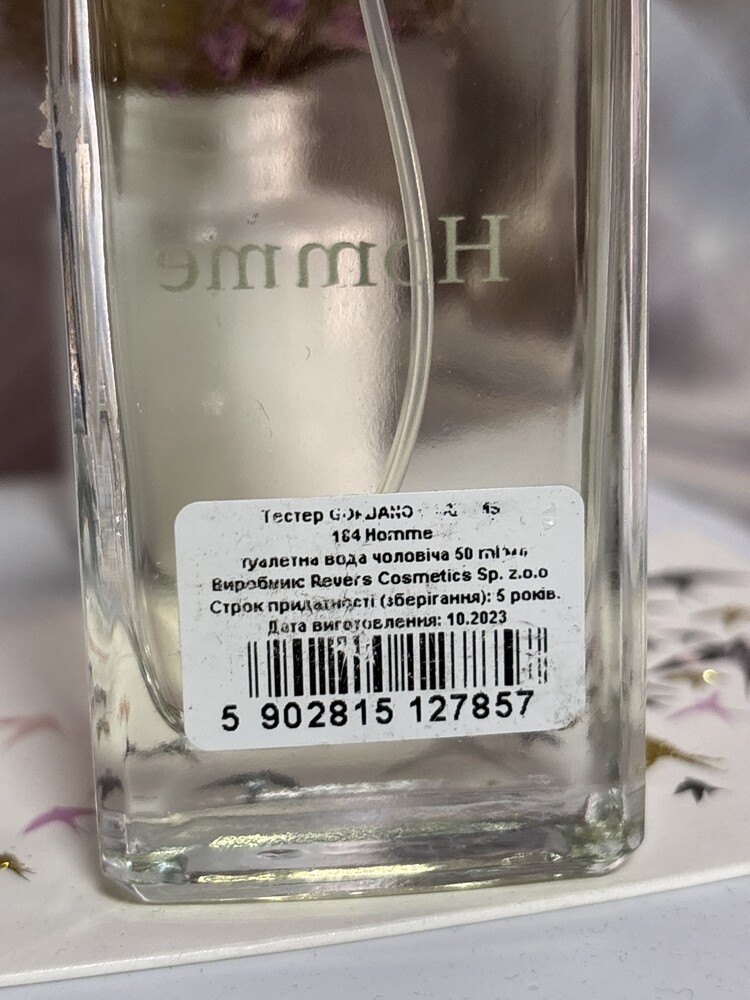 Homme
Тестер
184 Homme
туалетна вода чоловіча 50 ml
Виробник: Revers Cosmetics Sp. z.o.o
Строк придатності (зберігання): 5 років.
Дата виготовлення: 10.2023
5 902815 127857